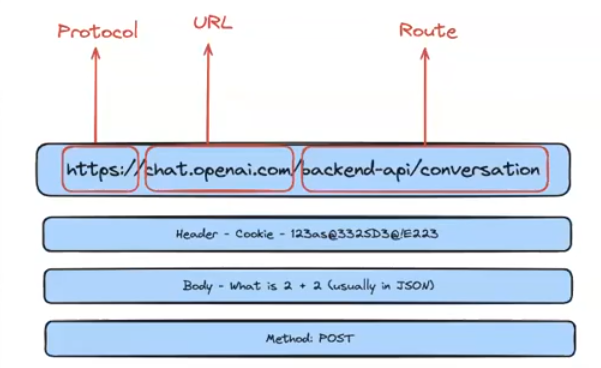 Protocol
URL
Route
https://chat.openai.com/backend-api/conversation
Header - Cookie - 123as@3325D3@/E223
Body - What is 2 + 2 (usually in JSON)
Method: POST